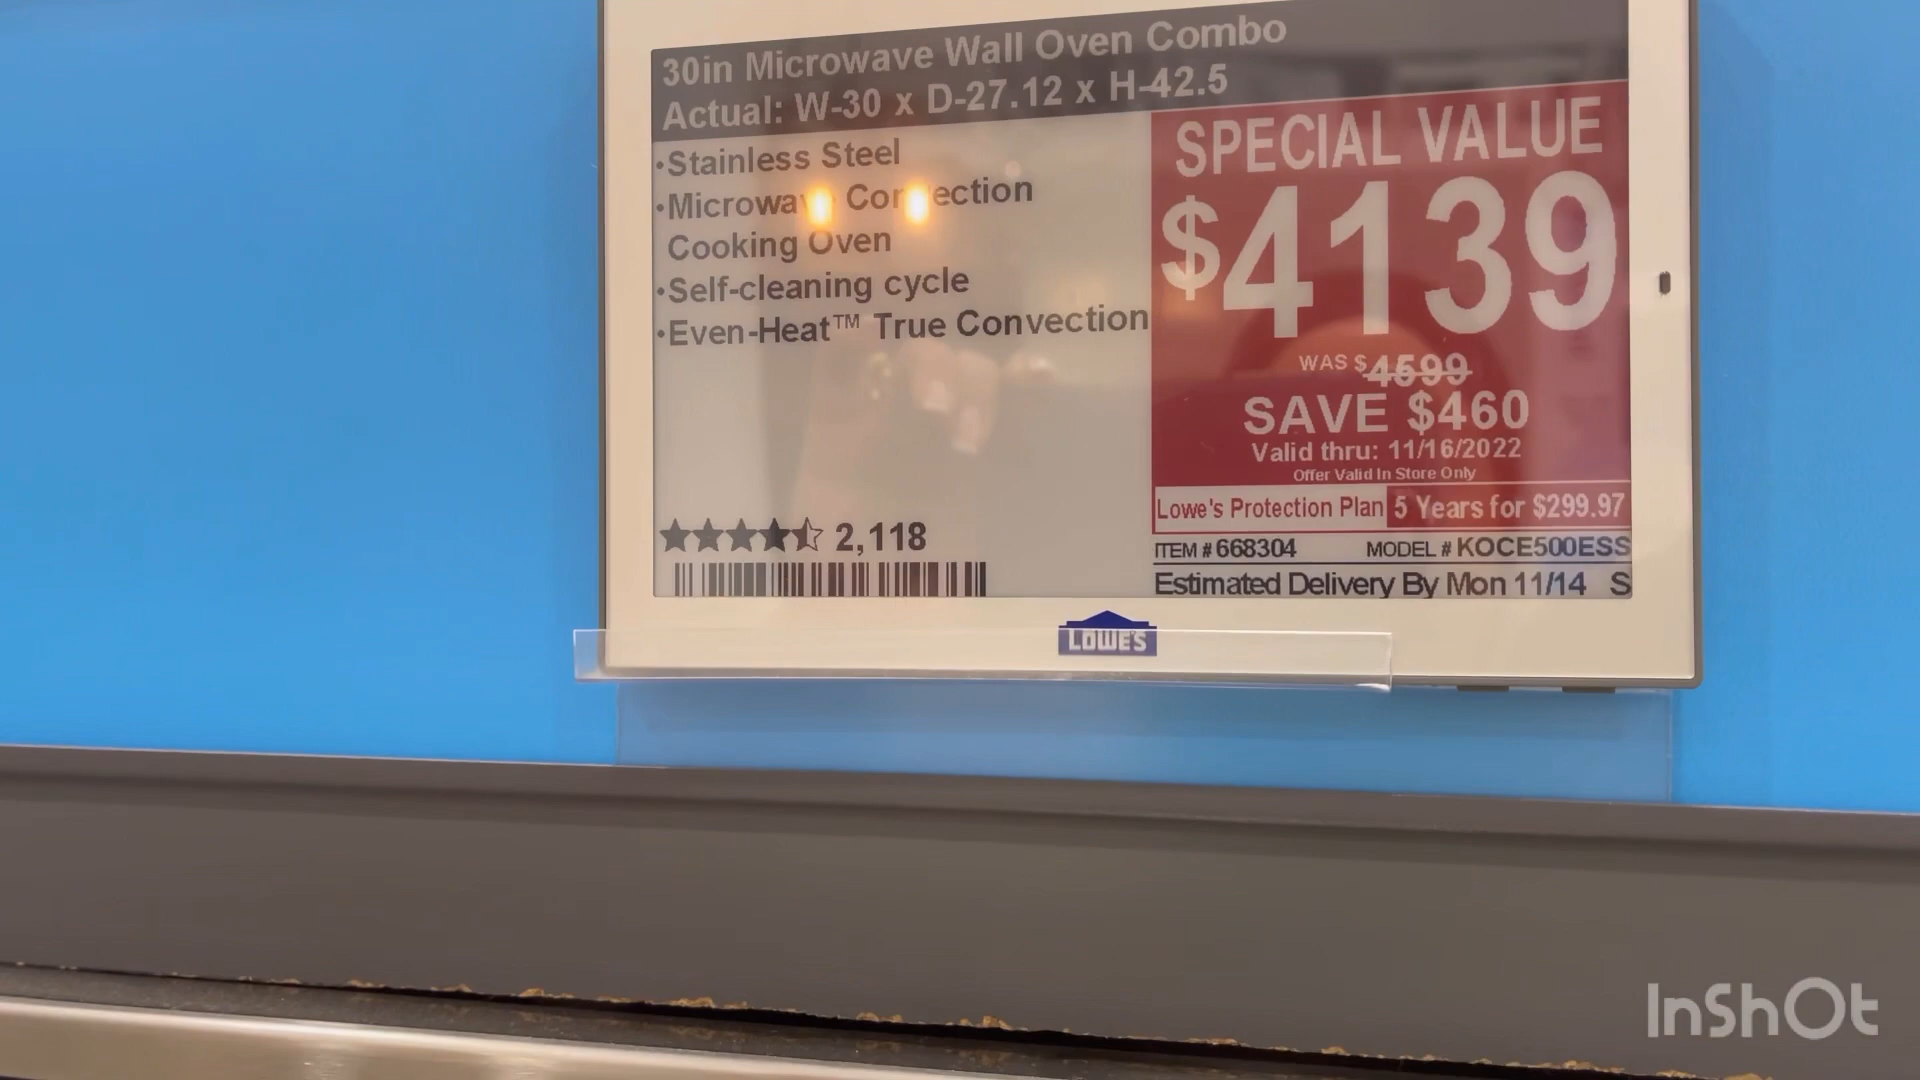 30in Microwave Wall Oven Combo
Actual: W-30 x D-27.12 x H-42.5
•Stainless Steel
•Microwave Convection
Cooking Oven
•Self-cleaning cycle
•Even-Heat™ True Convection
2,118
SPECIAL VALUE
$4139
WAS $4599
SAVE $460
Valid thru: 11/16/2022
Offer Valid In Store Only
Lowe's Protection Plan 5 Years for $299.97
ITEM # 668304 MODEL # KOCE500ESS
Estimated Delivery By Mon 11/14 S
LOWE'S
InShOt